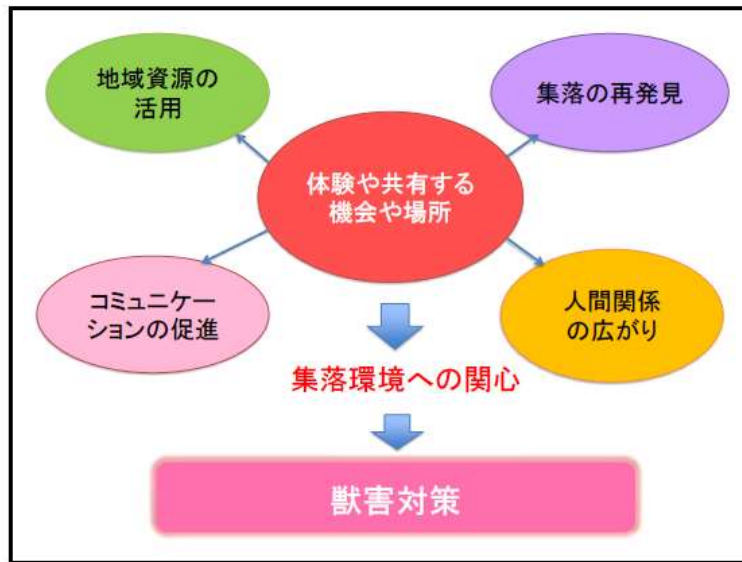 地域資源の
活用
集落の再発見
体験や共有する
機会や場所
コミュニケー
ションの促進
人間関係
の広がり
集落環境への関心
獣害対策